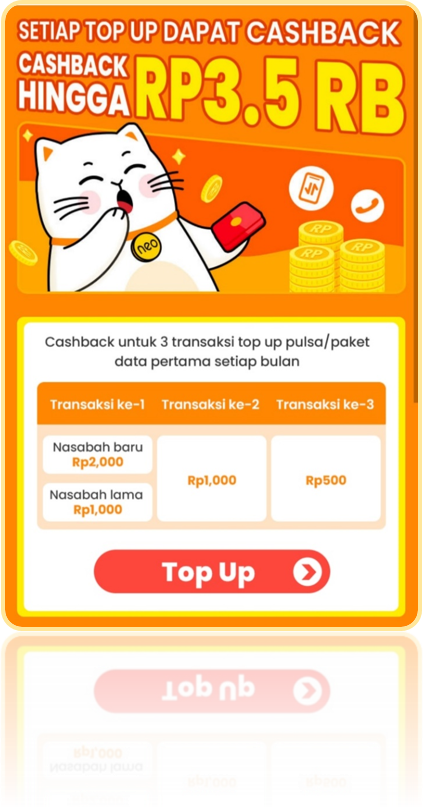 SETIAP TOP UP DAPAT CASHBACK
CASHBACK
HINGGA RP3.5 RB
neo
RP
RP
Cashback untuk 3 transaksi top up pulsa/paket
data pertama setiap bulan
Transaksi ke-1 Transaksi ke-2 Transaksi ke-3
Nasabah baru
Rp2,000
Rp1,000 Rp500
Nasabah lama
Rp1,000
Top Up